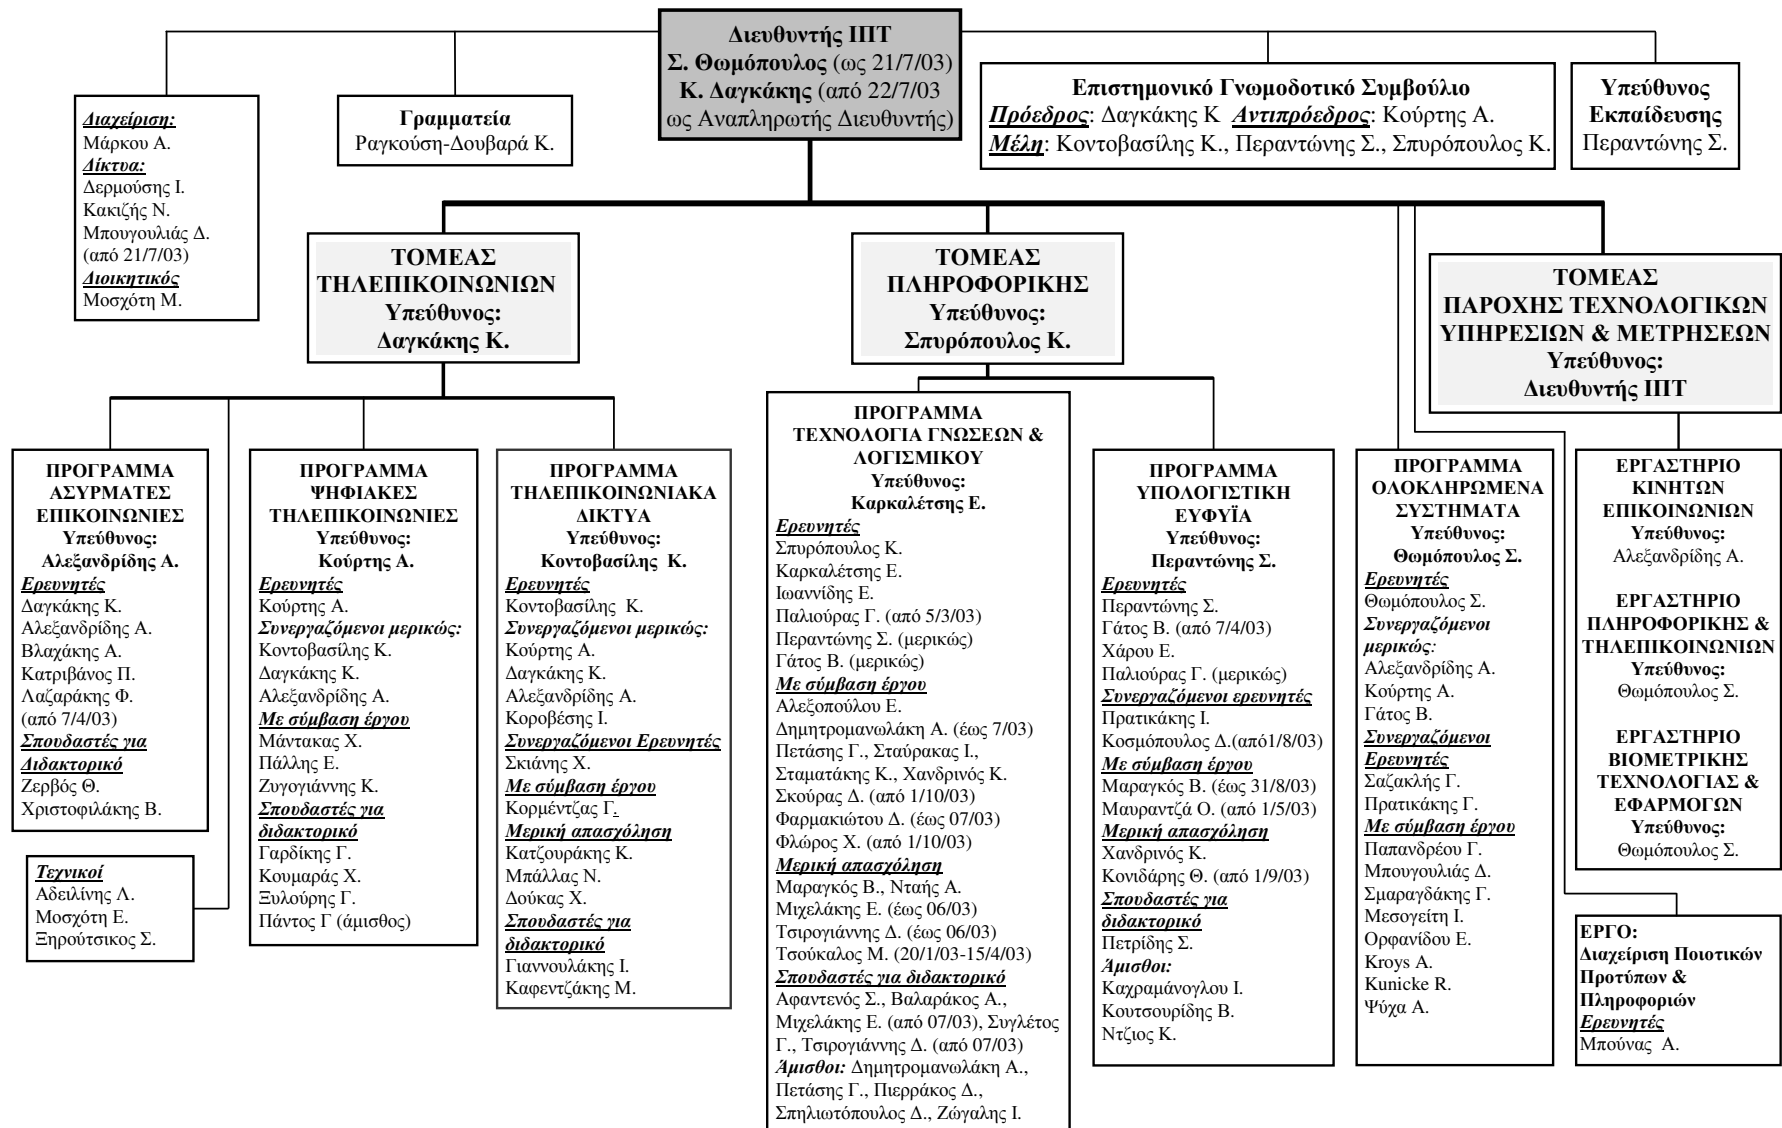 Διευθυντής ΙΠΤ
Σ. Θωμόπουλος (ως 21/7/03)
Κ. Δαγκάκης (από 22/7/03
ως Αναπληρωτής Διευθυντής)
Διαχείριση:
Μάρκου Α.
Δίκτυα:
Δερμούσης Ι.
Κακιζής Ν.
Μπουγουλιάς Δ.
(από 21/7/03)
Διοικητικός
Μοσχότη Μ.
Γραμματεία
Ραγκούση-Δουβαρά Κ.
Επιστημονικό Γνωμοδοτικό Συμβούλιο
Πρόεδρος: Δαγκάκης Κ Αντιπρόεδρος: Κούρτης Α.
Μέλη: Κοντοβασίλης Κ., Περαντώνης Σ., Σπυρόπουλος Κ.
Υπεύθυνος
Εκπαίδευσης
Περαντώνης Σ.
ΤΟΜΕΑΣ
ΤΗΛΕΠΙΚΟΙΝΩΝΙΩΝ
Υπεύθυνος:
Δαγκάκης Κ.
ΤΟΜΕΑΣ
ΠΛΗΡΟΦΟΡΙΚΗΣ
Υπεύθυνος:
Σπυρόπουλος Κ.
ΤΟΜΕΑΣ
ΠΑΡΟΧΗΣ ΤΕΧΝΟΛΟΓΙΚΩΝ
ΥΠΗΡΕΣΙΩΝ & ΜΕΤΡΗΣΕΩΝ
Υπεύθυνος:
Διευθυντής ΙΠΤ
ΠΡΟΓΡΑΜΜΑ
ΑΣΥΡΜΑΤΕΣ
ΕΠΙΚΟΙΝΩΝΙΕΣ
Υπεύθυνος:
Αλεξανδρίδης Α.
Ερευνητές
Δαγκάκης Κ.
Αλεξανδρίδης Α.
Βλαχάκης Α.
Κατριβάνος Π.
Λαζαράκης Φ.
(από 7/4/03)
Σπουδαστές για
Διδακτορικό
Ζερβός Θ.
Χριστοφιλάκης Β.
Τεχνικοί
Αδειλίνης Λ.
Μοσχότη Ε.
Ξηρούτσικος Σ.
ΠΡΟΓΡΑΜΜΑ
ΨΗΦΙΑΚΕΣ
ΤΗΛΕΠΙΚΟΙΝΩΝΙΕΣ
Υπεύθυνος:
Κούρτης Α.
Ερευνητές
Κούρτης Α.
Συνεργαζόμενοι μερικώς:
Κοντοβασίλης Κ.
Δαγκάκης Κ.
Αλεξανδρίδης Α.
Με σύμβαση έργου
Μάντακας Χ.
Πάλλης Ε.
Ζυγογιάννης Κ.
Σπουδαστές για
διδακτορικό
Γαρδίκης Γ.
Κουμαράς Χ.
Ξυλούρης Γ.
Πάντος Γ (άμισθος)
ΠΡΟΓΡΑΜΜΑ
ΤΗΛΕΠΙΚΟΙΝΩΝΙΑΚΑ
ΔΙΚΤΥΑ
Υπεύθυνος:
Κοντοβασίλης Κ.
Ερευνητές
Κοντοβασίλης Κ.
Συνεργαζόμενοι μερικώς:
Κούρτης Α.
Δαγκάκης Κ.
Αλεξανδρίδης Α.
Κοροβέσης Ι.
Συνεργαζόμενοι Ερευνητές
Σκιάνης Χ.
Με σύμβαση έργου
Κορμέντζας Γ.
Μερική απασχόληση
Κατζουράκης Κ.
Μπάλλας Ν.
Δούκας Χ.
Σπουδαστές για
διδακτορικό
Γιαννουλάκης Ι.
Καφεντζάκης Μ.
ΠΡΟΓΡΑΜΜΑ
ΤΕΧΝΟΛΟΓΙΑ ΓΝΩΣΕΩΝ &
ΛΟΓΙΣΜΙΚΟΥ
Υπεύθυνος:
Καρκαλέτσης Ε.
Ερευνητές
Σπυρόπουλος Κ.
Καρκαλέτσης Ε.
Ιωαννίδης Ε.
Παλιούρας Γ. (από 5/3/03)
Περαντώνης Σ. (μερικώς)
Γάτος Β. (μερικώς)
Με σύμβαση έργου
Αλεξοπούλου Ε.
Δημητρομανωλάκη Α. (έως 7/03)
Πετάσης Γ., Σταύρακας Ι.,
Σταματάκης Κ., Χανδρινός Κ.
Σκούρας Δ. (από 1/10/03)
Φαρμακιώτου Δ. (έως 07/03)
Φλώρος Χ. (από 1/10/03)
Μερική απασχόληση
Μαραγκός Β., Νταής Α.
Μιχελάκης Ε. (έως 06/03)
Τσιρογιάννης Δ. (έως 06/03)
Τσούκαλος Μ. (20/1/03-15/4/03)
Σπουδαστές για διδακτορικό
Αφαντενός Σ., Βαλαράκος Α.,
Μιχελάκης Ε. (από 07/03), Συγλέτος
Γ., Τσιρογιάννης Δ. (από 07/03)
Άμισθοι: Δημητρομανωλάκη Α.,
Πετάσης Γ., Πιερράκος Δ.,
Σπηλιωτόπουλος Δ., Ζώγαλης Ι.
ΠΡΟΓΡΑΜΜΑ
ΥΠΟΛΟΓΙΣΤΙΚΗ
ΕΥΦΥΪΑ
Υπεύθυνος:
Περαντώνης Σ.
Ερευνητές
Περαντώνης Σ.
Γάτος Β. (από 7/4/03)
Χάρου Ε.
Παλιούρας Γ. (μερικώς)
Συνεργαζόμενοι ερευνητές
Πρατικάκης Ι.
Κοσμόπουλος Δ.(από1/8/03)
Με σύμβαση έργου
Μαραγκός Β. (έως 31/8/03)
Μαυραντζά Ο. (από 1/5/03)
Μερική απασχόληση
Χανδρινός Κ.
Κονιδάρης Θ. (από 1/9/03)
Σπουδαστές για
διδακτορικό
Πετρίδης Σ.
Άμισθοι:
Καχραμάνογλου Ι.
Κουτσουρίδης Β.
Ντζιος Κ.
ΠΡΟΓΡΑΜΜΑ
ΟΛΟΚΛΗΡΩΜΕΝΑ
ΣΥΣΤΗΜΑΤΑ
Υπεύθυνος:
Θωμόπουλος Σ.
Ερευνητές
Θωμόπουλος Σ.
Συνεργαζόμενοι
μερικώς:
Αλεξανδρίδης Α.
Κούρτης Α.
Γάτος Β.
Συνεργαζόμενοι
Ερευνητές
Σαζακλής Γ.
Πρατικάκης Γ.
Με σύμβαση έργου
Παπανδρέου Γ.
Μπουγουλιάς Δ.
Σμαραγδάκης Γ.
Μεσογείτη Ι.
Ορφανίδου Ε.
Kroys A.
Kunicke R.
Ψύχα Α.
ΕΡΓΑΣΤΗΡΙΟ
ΚΙΝΗΤΩΝ
ΕΠΙΚΟΙΝΩΝΙΩΝ
Υπεύθυνος:
Αλεξανδρίδης Α.
ΕΡΓΑΣΤΗΡΙΟ
ΠΛΗΡΟΦΟΡΙΚΗΣ &
ΤΗΛΕΠΙΚΟΙΝΩΝΙΩΝ
Υπεύθυνος:
Θωμόπουλος Σ.
ΕΡΓΑΣΤΗΡΙΟ
ΒΙΟΜΕΤΡΙΚΗΣ
ΤΕΧΝΟΛΟΓΙΑΣ &
ΕΦΑΡΜΟΓΩΝ
Υπεύθυνος:
Θωμόπουλος Σ.
ΕΡΓΟ:
Διαχείριση Ποιοτικών
Προτύπων &
Πληροφοριών
Ερευνητές
Μπούνας Α.